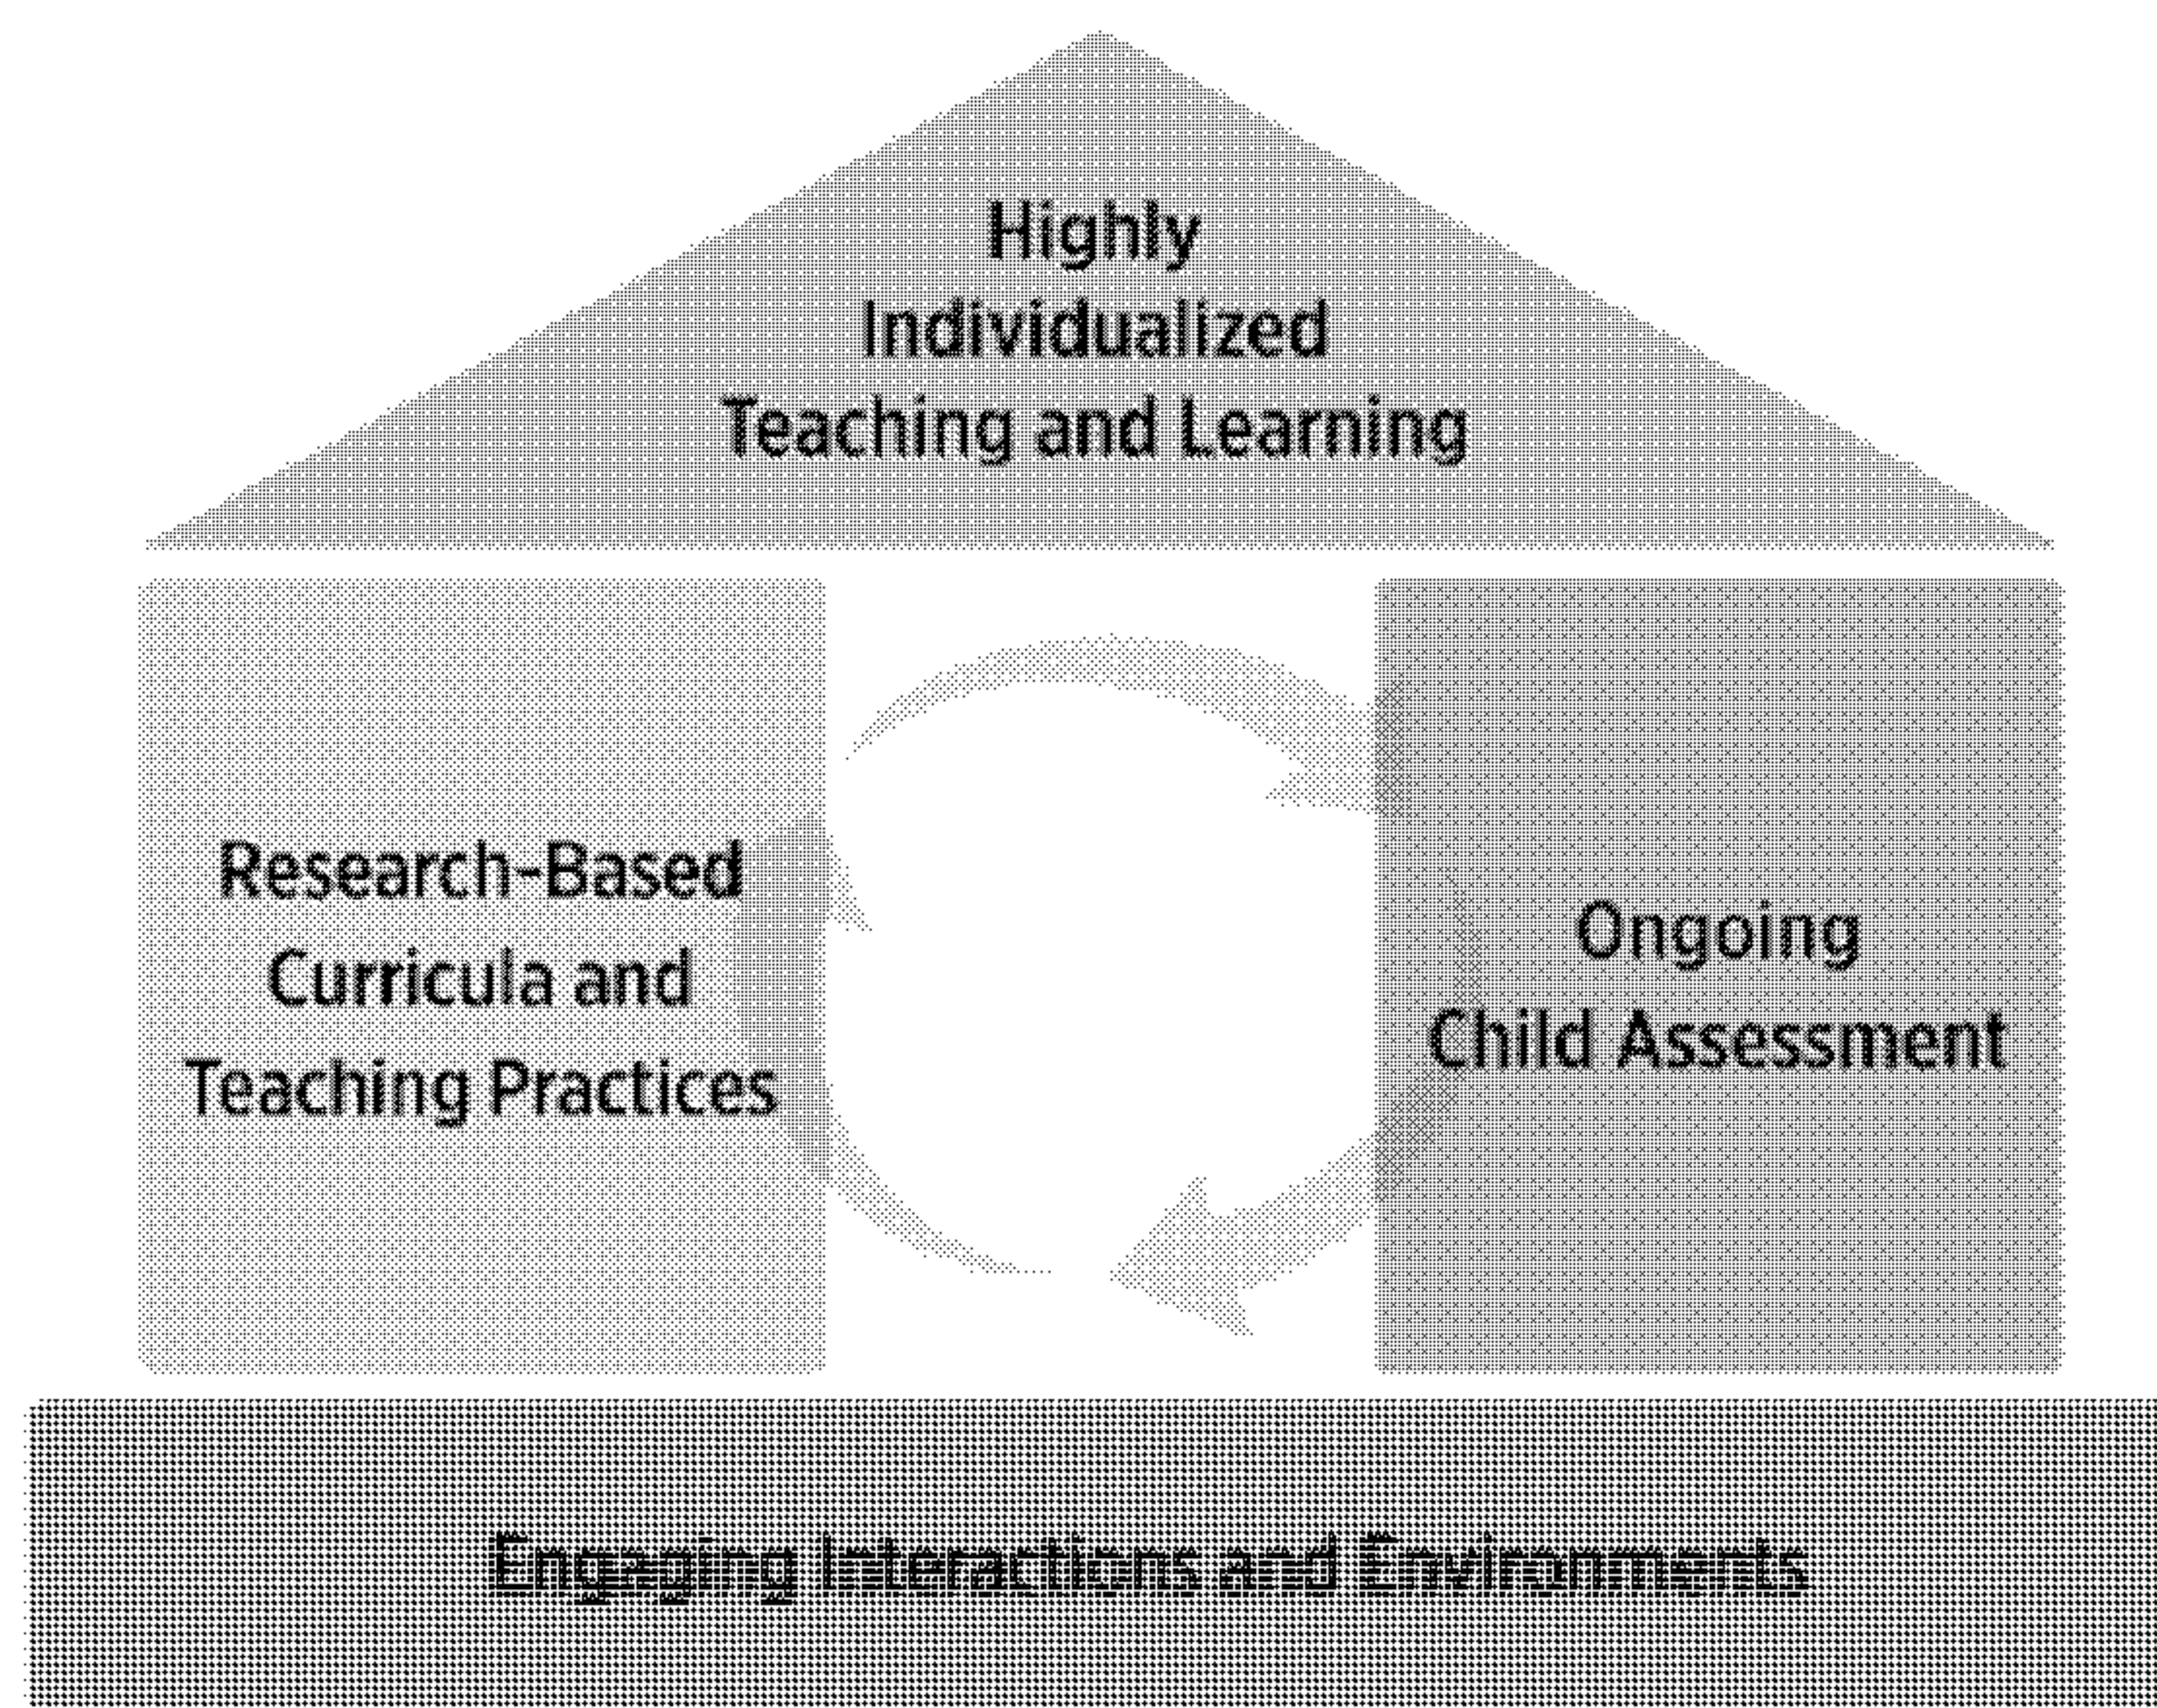 Highly
Individualized
Teaching and Learning
Research-Based
Curricula and
Teaching Practices
Ongoing
Child Assessment
Engaging Interactions and Environments